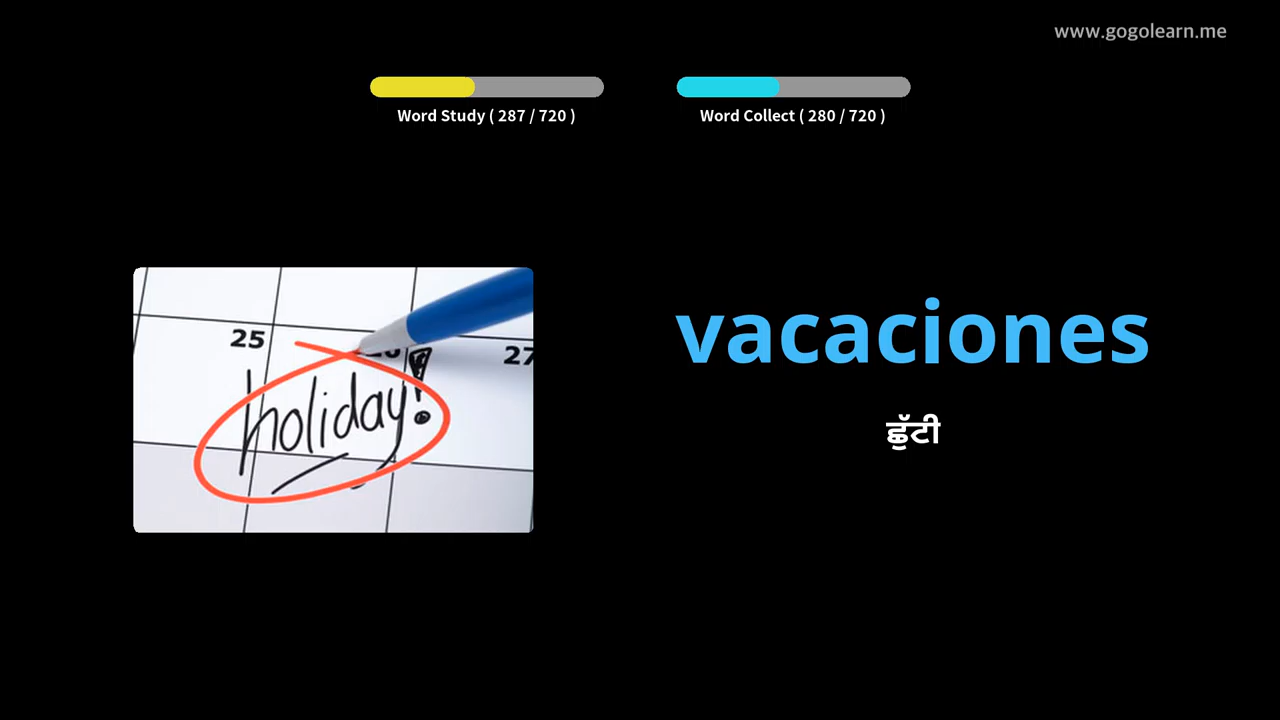 www.gogolearn.me
Word Study ( 287 / 720 )
Word Collect ( 280 / 720 )
25
27
holiday!
vacaciones
ਛੁੱਟੀ